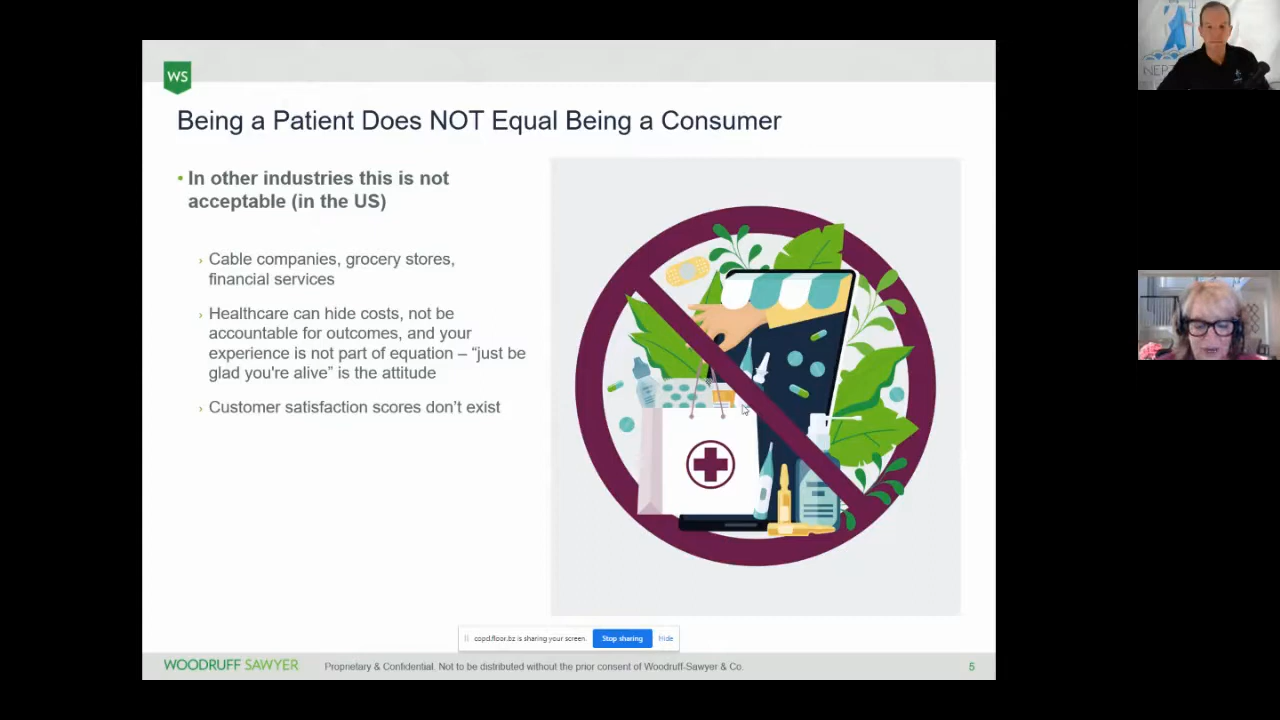 WS
Being a Patient Does NOT Equal Being a Consumer
• In other industries this is not
acceptable (in the US)
› Cable companies, grocery stores,
financial services
› Healthcare can hide costs, not be
accountable for outcomes, and your
experience is not part of equation – “just be
glad you're alive” is the attitude
› Customer satisfaction scores don’t exist
copd.floor.bz is sharing your screen.
Stop sharing
Hide
WOODRUFF SAWYER
Proprietary & Confidential. Not to be distributed without the prior consent of Woodruff-Sawyer & Co.
5